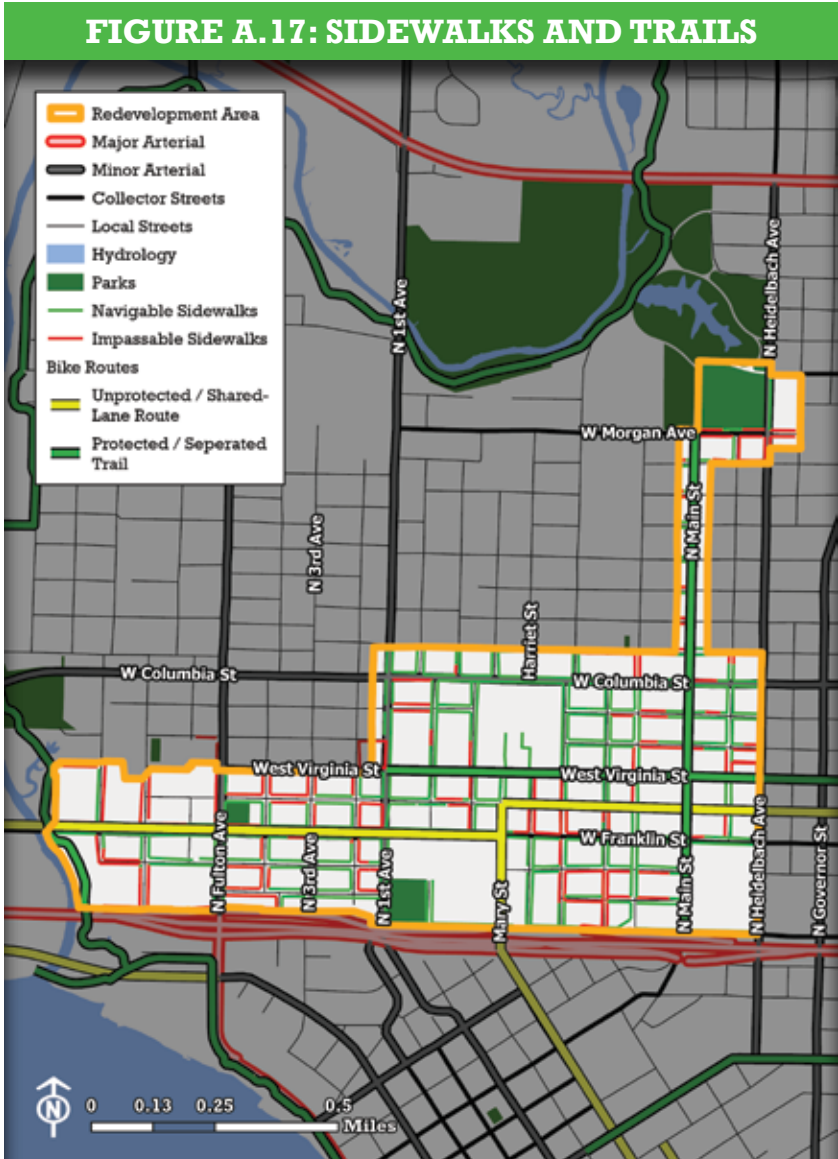 FIGURE A.17: SIDEWALKS AND TRAILS
Redevelopment Area
Major Arterial
Minor Arterial
Collector Streets
Local Streets
Hydrology
Parks
Navigable Sidewalks
Impassable Sidewalks
Bike Routes
Unprotected / Shared-
Lane Route
Protected / Seperated
Trail
N 1st Ave
N Heidelbach Ave
W Morgan Ave
N Main St
N 3rd Ave
Harriet St
W Columbia St
W Columbia St
West Virginia St
West Virginia St
N Fulton Ave
N 3rd Ave
N 1st Ave
W Franklin St
Mary St
N Main St
N Heidelbach Ave
N Governor St
N
0 0.13 0.25 0.5
Miles